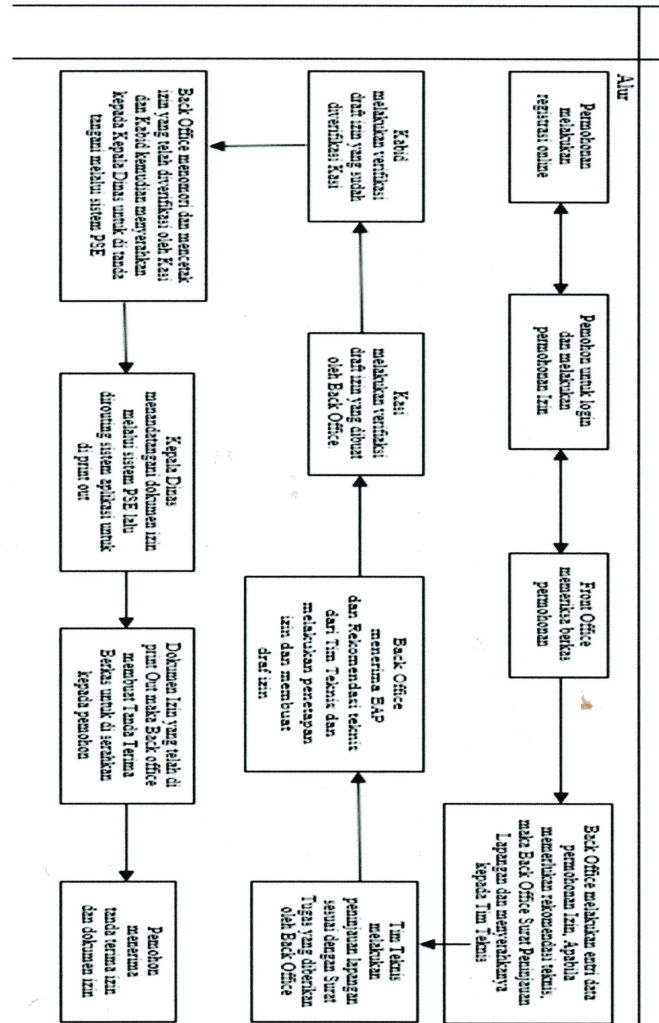 Alur
Permohonan
melakukan
registrasi online
Pemohon untuk login
dan melakukan
permohonan Izin
Front Office
memeriksa berkas
permohonan
Back Office melakukan entri data
permohonan Izin, Apabila
memerlukan rekomendasi teknis,
maka Back Office Surat Peninjauan
Lapangan dan menyerahkanya
kepada Tim Teknis
Tim Teknis
melakukan
peninjauan lapangan
sesuai dengan Surat
Tugas yang diberikan
oleh Back Office
Back Office
menerima BAP
dan Rekomendasi teknit
dari Tim Teknit dan
melakukan penetapan
izin dan membuat
draf izin
Kasi
melakukan verifiaksi
draft izin yang dibuat
oleh Back Office.
Kabid
melakukan verifikasi
draft izin yang sudah
diverifikasi Kasi
Back Office menomori dan mencetak
izin yang telah diverifikasi oleh Kasi
dan Kabid kemudian menyerahkan
kepada Kepala Dinas untuk di tanda
tangani melalui sistem PSE
Kepala Dinas
menandatangani dokumen izin
melalui sistem PSE lalu
dirouting sistem aplikasi untuk
di print out
Dokumen Izin yang telah di
print Out maka Back office
membuat Tanda Terima
Berkas untuk di serahkan
kepada pemohon
Pemohon
menerima
tanda terima izin
dan dokumen izin